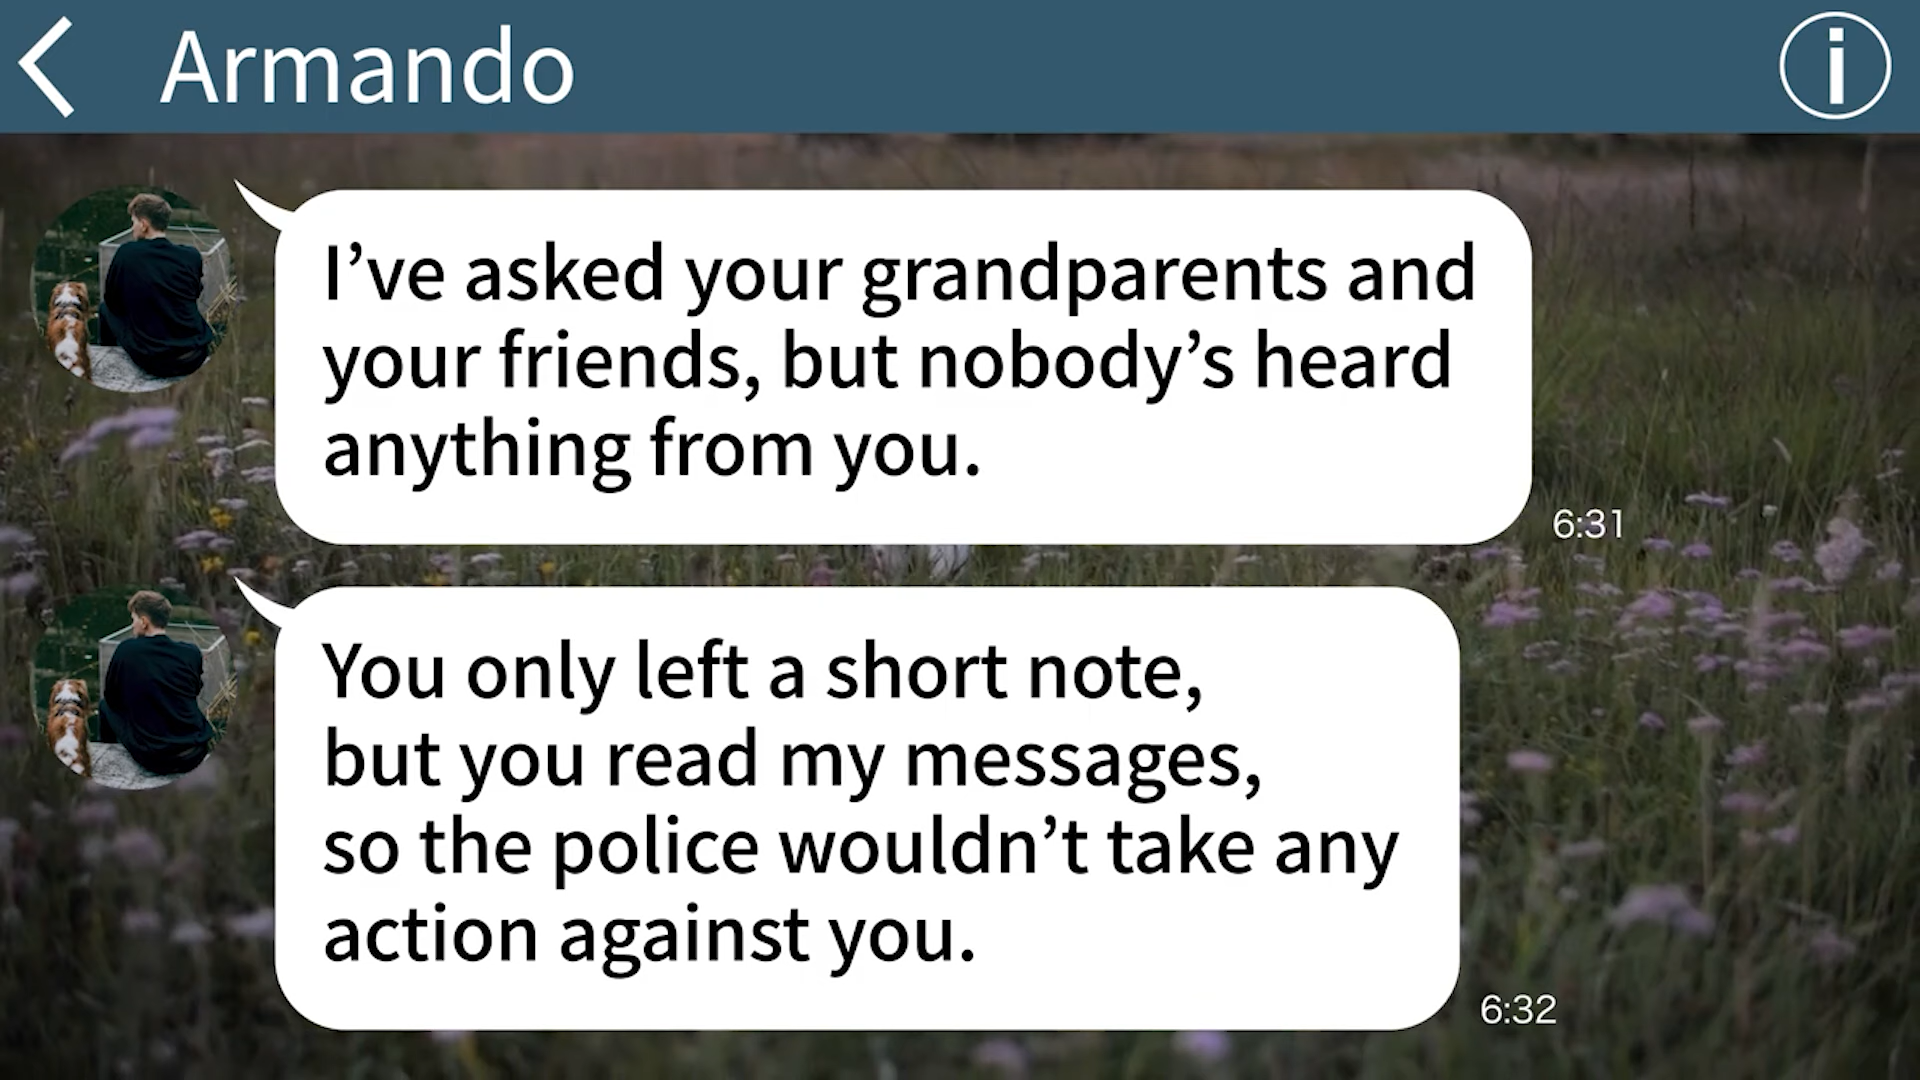 Armando
I’ve asked your grandparents and
your friends, but nobody’s heard
anything from you.
6:31
You only left a short note,
but you read my messages,
so the police wouldn’t take any
action against you.
6:32